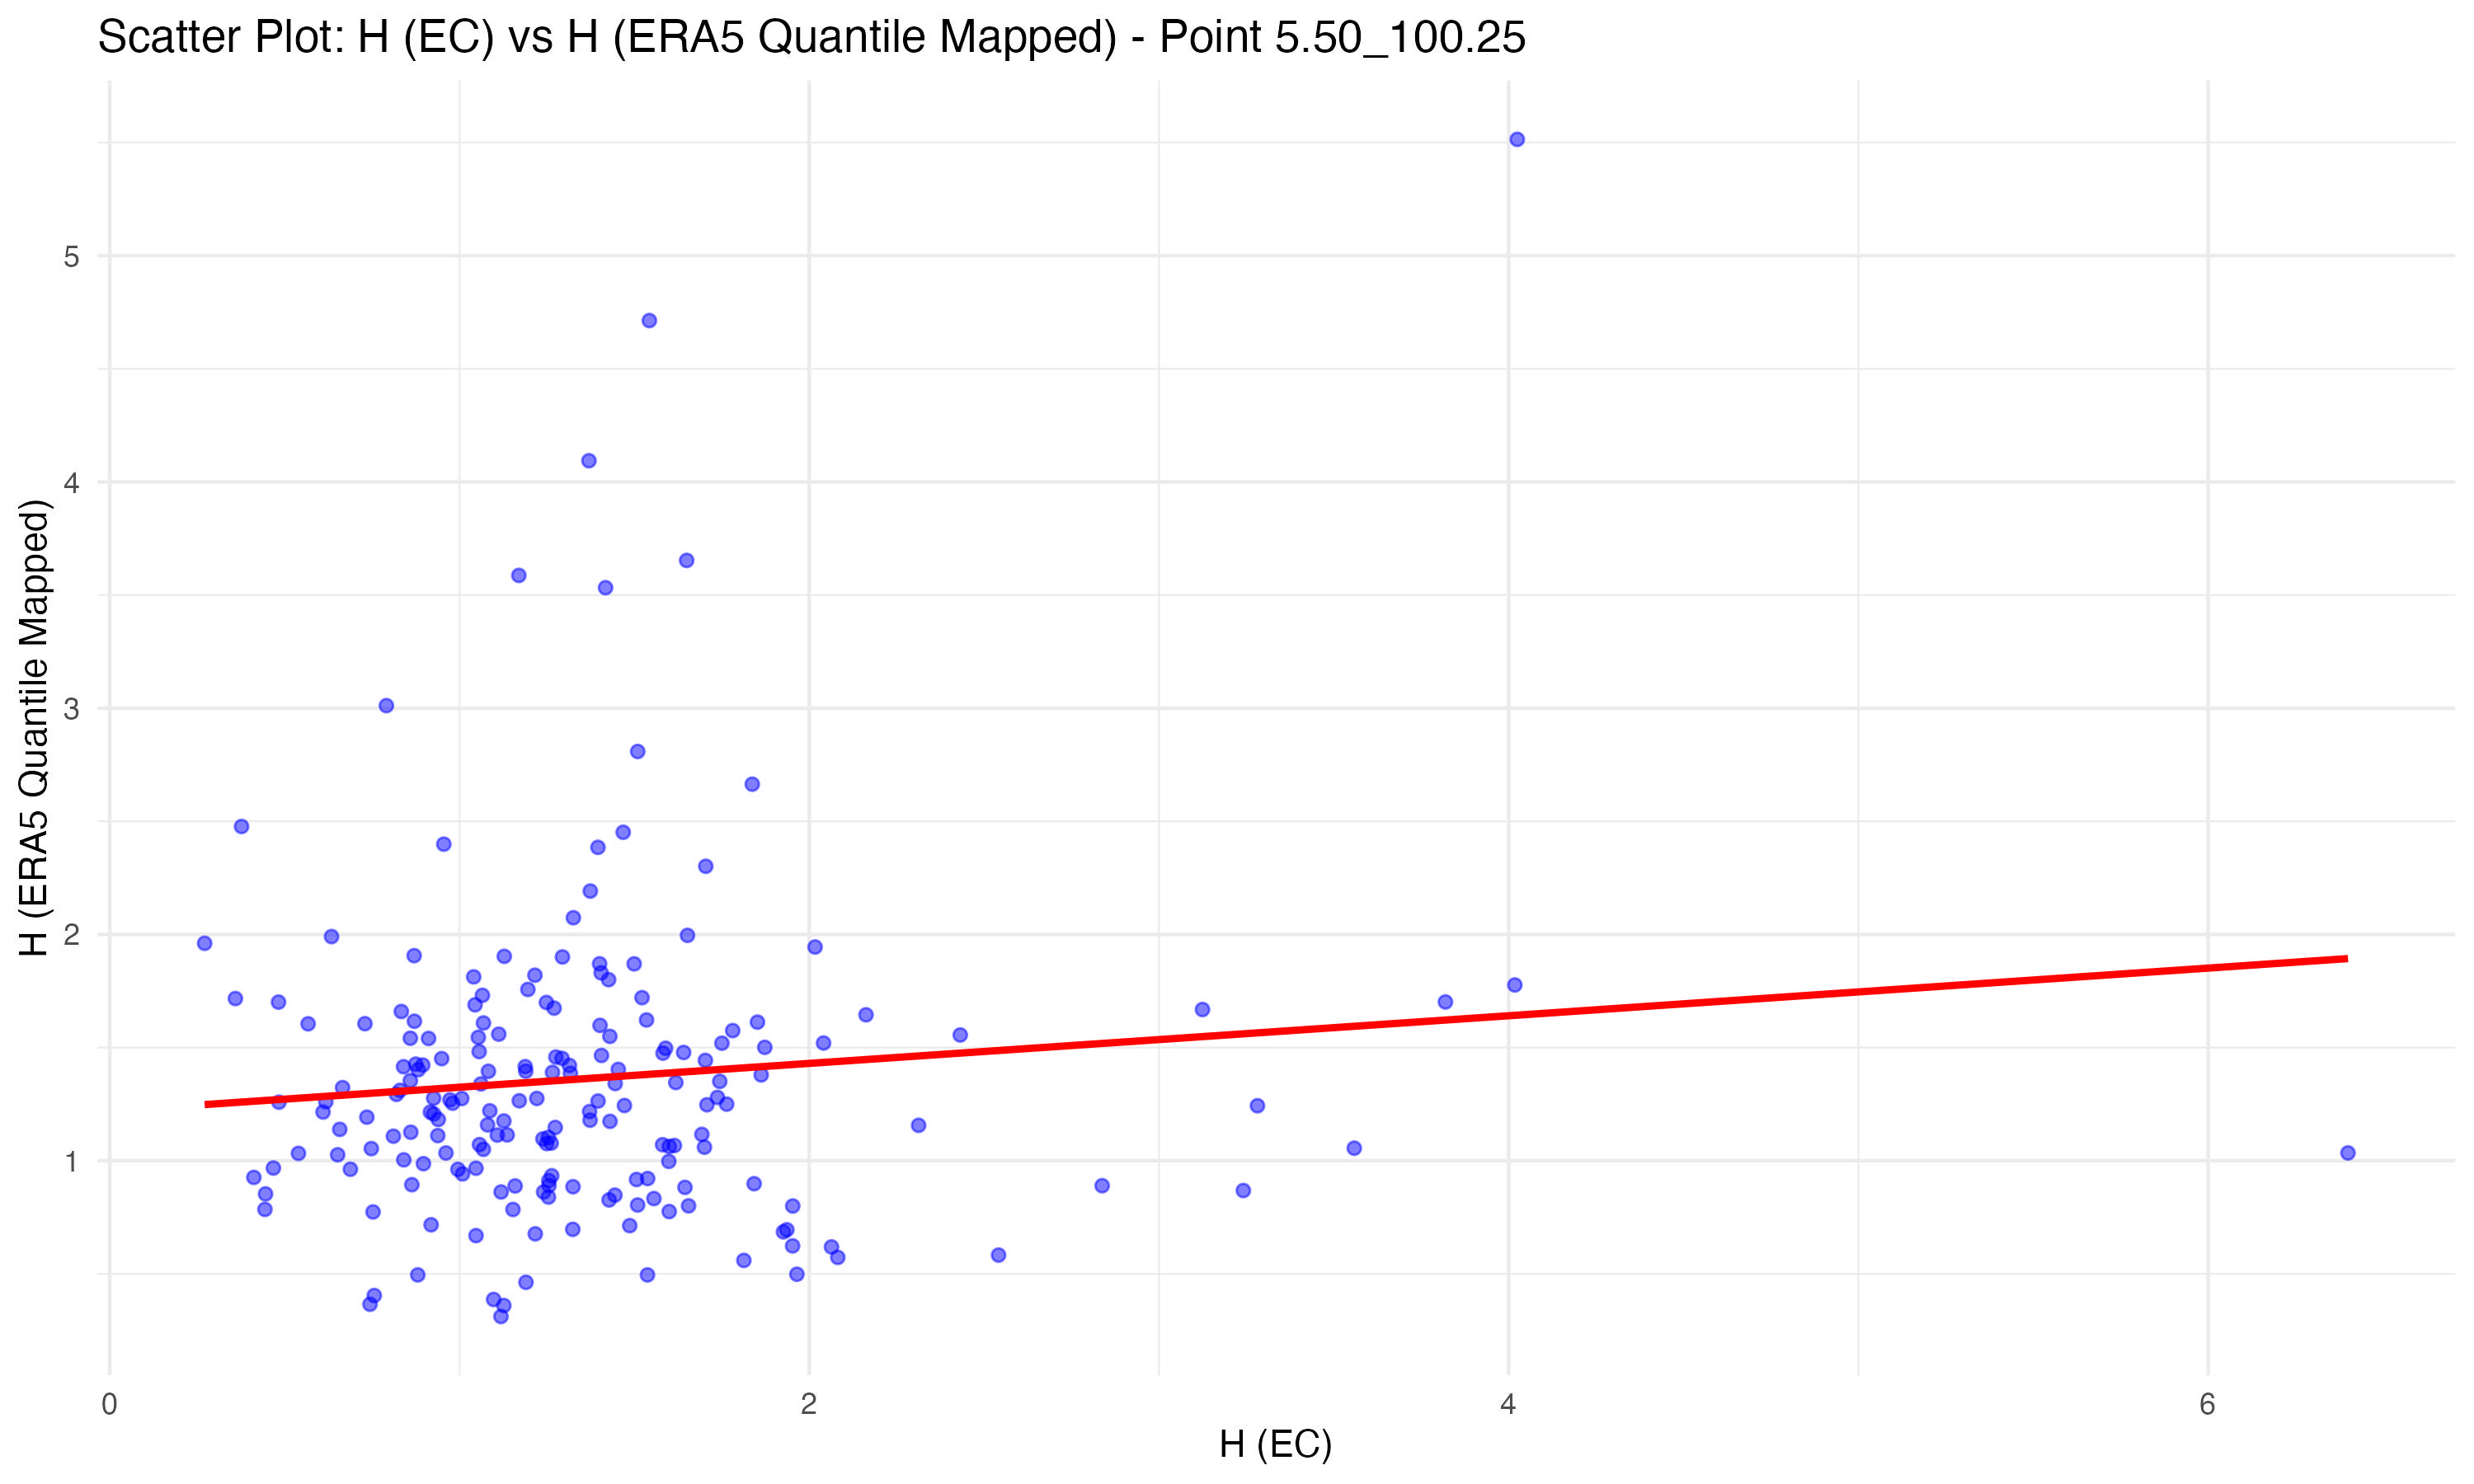 Scatter Plot: H (EC) vs H (ERA5 Quantile Mapped) - Point 5.50_100.25
H (ERA5 Quantile Mapped)
5
4
3
2
1
0 2 4 6
H (EC)